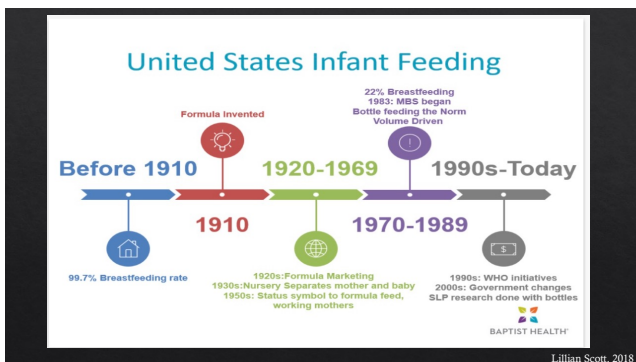 United States Infant Feeding
22% Breastfeeding
1983: MBS began
Bottle feeding the Norm
Volume Driven
Formula Invented
Before 1910
1920-1969
1990s-Today
1910
1970-1989
99.7% Breastfeeding rate
1920s:Formula Marketing
1930s:Nursery Separates mother and baby
1950s: Status symbol to formula feed,
working mothers
1990s: WHO initiatives
2000s: Government changes
SLP research done with bottles
BAPTIST HEALTH
Lillian Scott, 2018